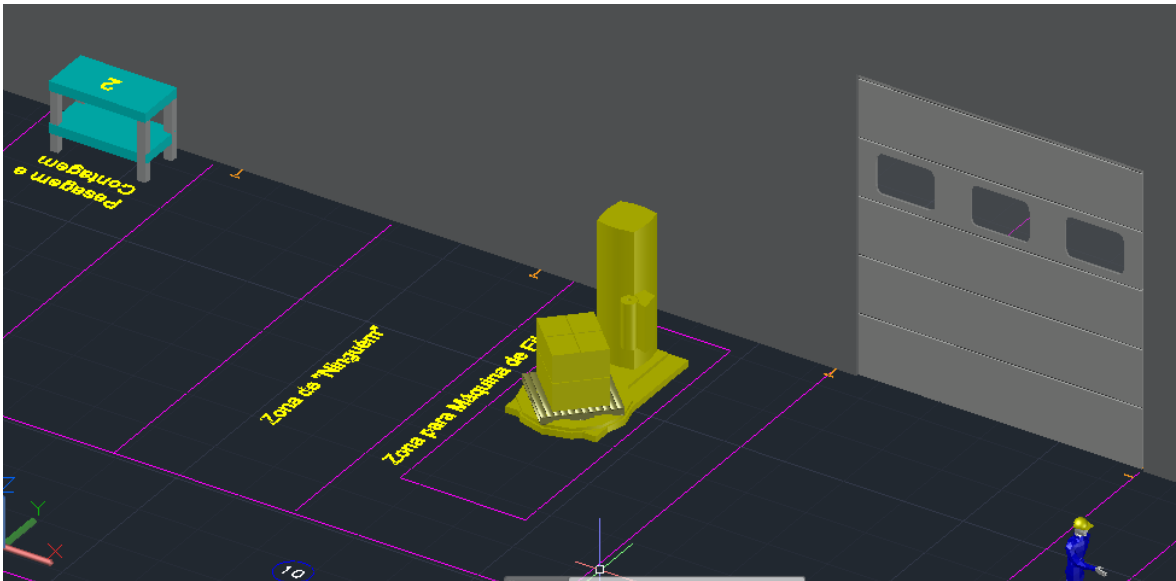 2
Pesagem e
Contagem
Zona de "Ninguém"
Zona para Máquina de
10
Z
Y
X